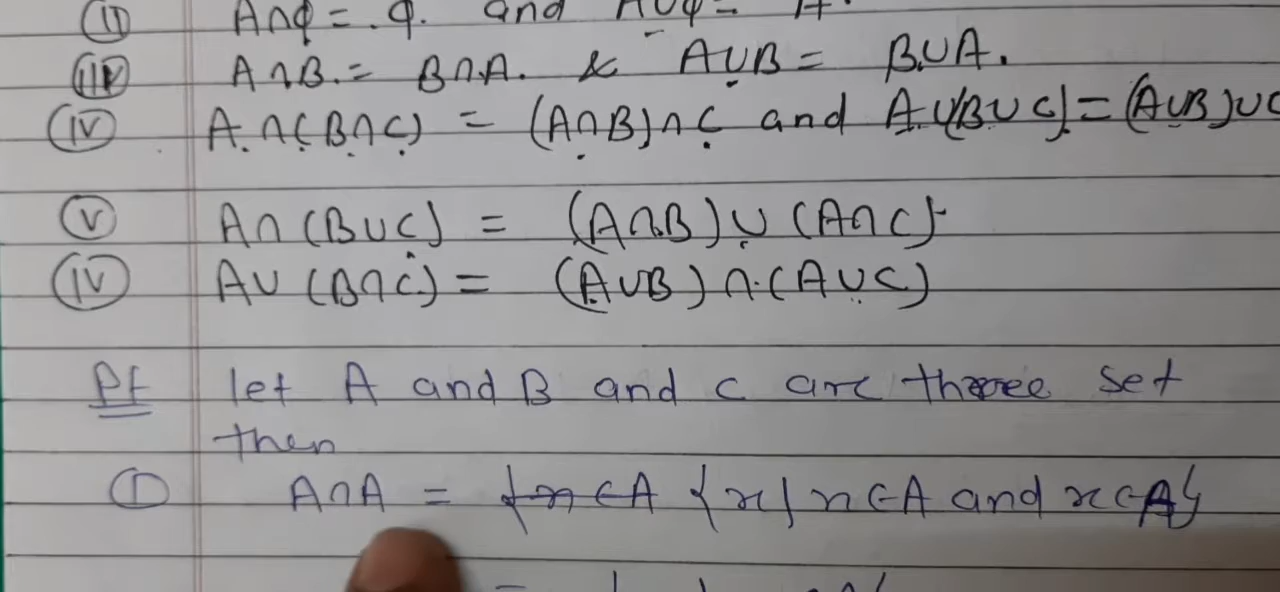 (II) A∩φ = φ. and A∪φ = A.
(III) A∩B = B∩A. & A∪B = B∪A.
(IV) A∩(B∩C) = (A∩B)∩C and A∪(B∪C) = (A∪B)∪C
(V) A∩(B∪C) = (A∩B)∪(A∩C)
(IV) A∪(B∩C) = (A∪B)∩(A∪C)
Pf let A and B and C are three set
then
(I) A∩A = {x∈A {x/x∈A and x∈A}